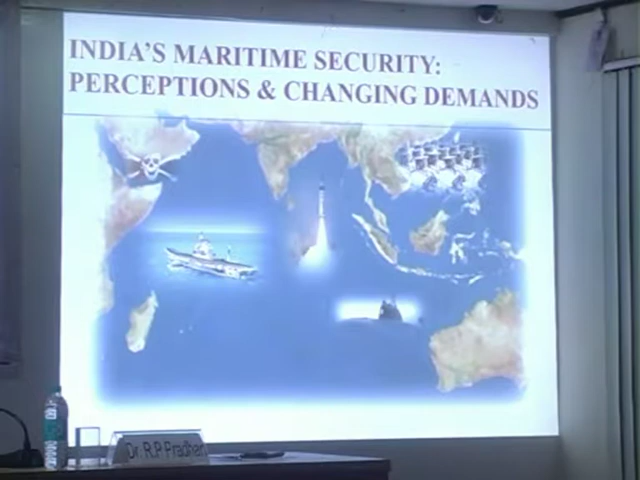 INDIA'S MARITIME SECURITY:
PERCEPTIONS & CHANGING DEMANDS
Dr. R.P. Pradhan